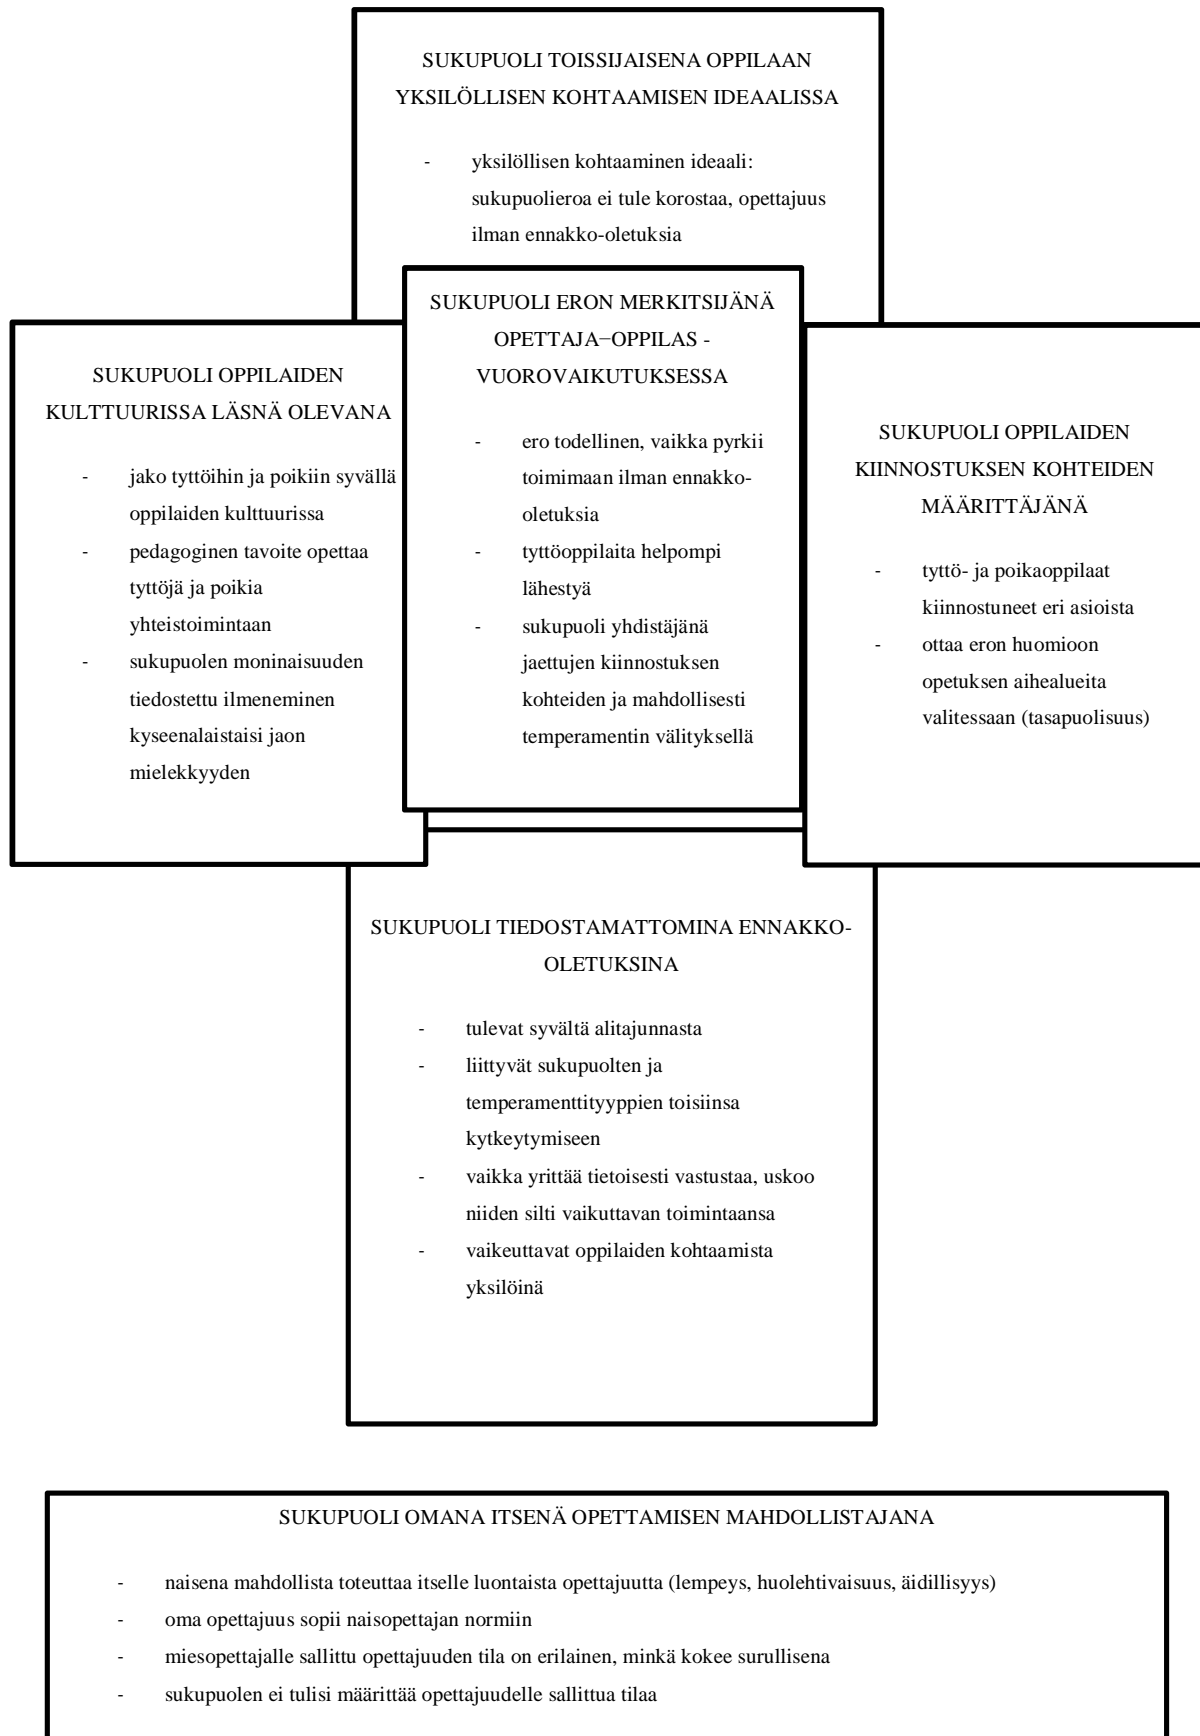 SUKUPUOLI TOISSIJAISENA OPPILAAN
YKSILÖLLISEN KOHTAAMISEN IDEAALISSA
- yksilöllisen kohtaaminen ideaali:
sukupuolieroa ei tule korostaa, opettajuus
ilman ennakko-oletuksia
SUKUPUOLI OPPILAIDEN
KULTTUURISSA LÄSNÄ OLEVANA
- jako tyttöihin ja poikiin syvällä
oppilaiden kulttuurissa
- pedagoginen tavoite opettaa
tyttöjä ja poikia
yhteistoimintaan
- sukupuolen moninaisuuden
tiedostettu ilmeneminen
kyseenalaistaisi jaon
mielekkyyden
SUKUPUOLI ERON MERKITSIJÄNÄ
OPETTAJA−OPPILAS -
VUOROVAIKUTUKSESSA
- ero todellinen, vaikka pyrkii
toimimaan ilman ennakko-
oletuksia
- tyttöoppilaita helpompi
lähestyä
- sukupuoli yhdistäjänä
jaettujen kiinnostuksen
kohteiden ja mahdollisesti
temperamentin välityksellä
SUKUPUOLI OPPILAIDEN
KIINNOSTUKSEN KOHTEIDEN
MÄÄRITTÄJÄNÄ
- tyttö- ja poikaoppilaat
kiinnostuneet eri asioista
- ottaa eron huomioon
opetuksen aihealueita
valitessaan (tasapuolisuus)
SUKUPUOLI TIEDOSTAMATTOMINA ENNAKKO-
OLETUKSINA
- tulevat syvältä alitajunnasta
- liittyvät sukupuolten ja
temperamenttityyppien toisiinsa
kytkeytymiseen
- vaikka yrittää tietoisesti vastustaa, uskoo
niiden silti vaikuttavan toimintaansa
- vaikeuttavat oppilaiden kohtaamista
yksilöinä
SUKUPUOLI OMANA ITSENÄ OPETTAMISEN MAHDOLLISTAJANA
- naisena mahdollista toteuttaa itselle luontaista opettajuutta (lempeys, huolehtivaisuus, äidillisyys)
- oma opettajuus sopii naisopettajan normiin
- miesopettajalle sallittu opettajuuden tila on erilainen, minkä kokee surullisena
- sukupuolen ei tulisi määrittää opettajuudelle sallittua tilaa